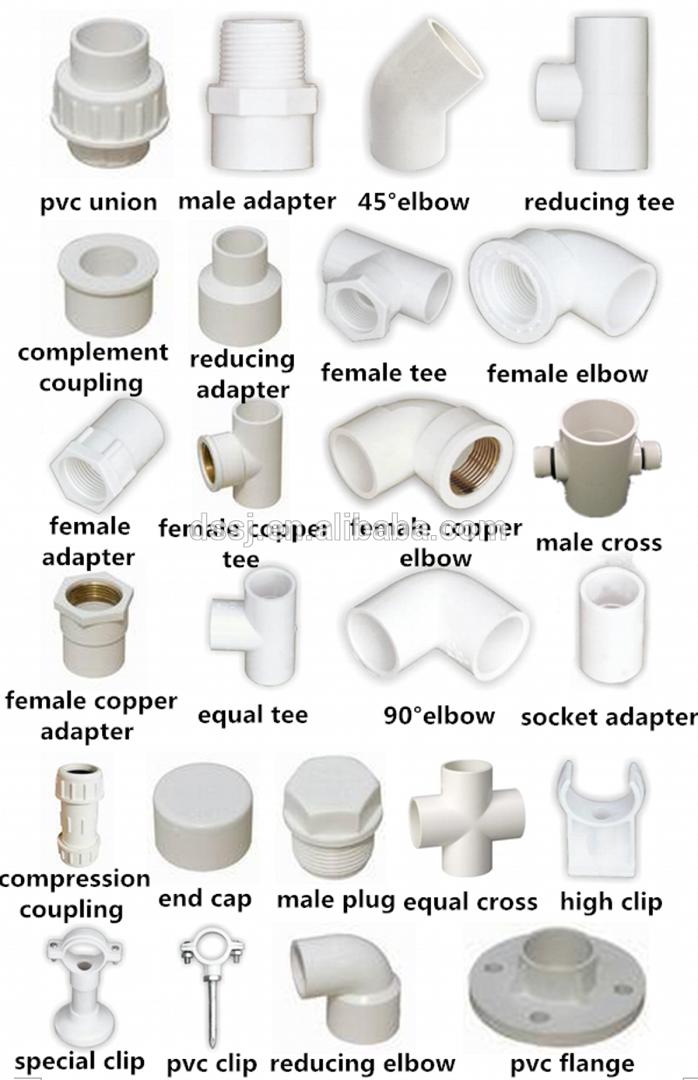 pvc union
male adapter
45°elbow
reducing tee
complement
coupling
reducing
adapter
female tee
female elbow
female
adapter
female copper
tee
female copper
elbow
male cross
dssj.en.alibaba.com
female copper
adapter
equal tee
90°elbow
socket adapter
compression
coupling
end cap
male plug
equal cross
high clip
special clip
pvc clip
reducing elbow
pvc flange